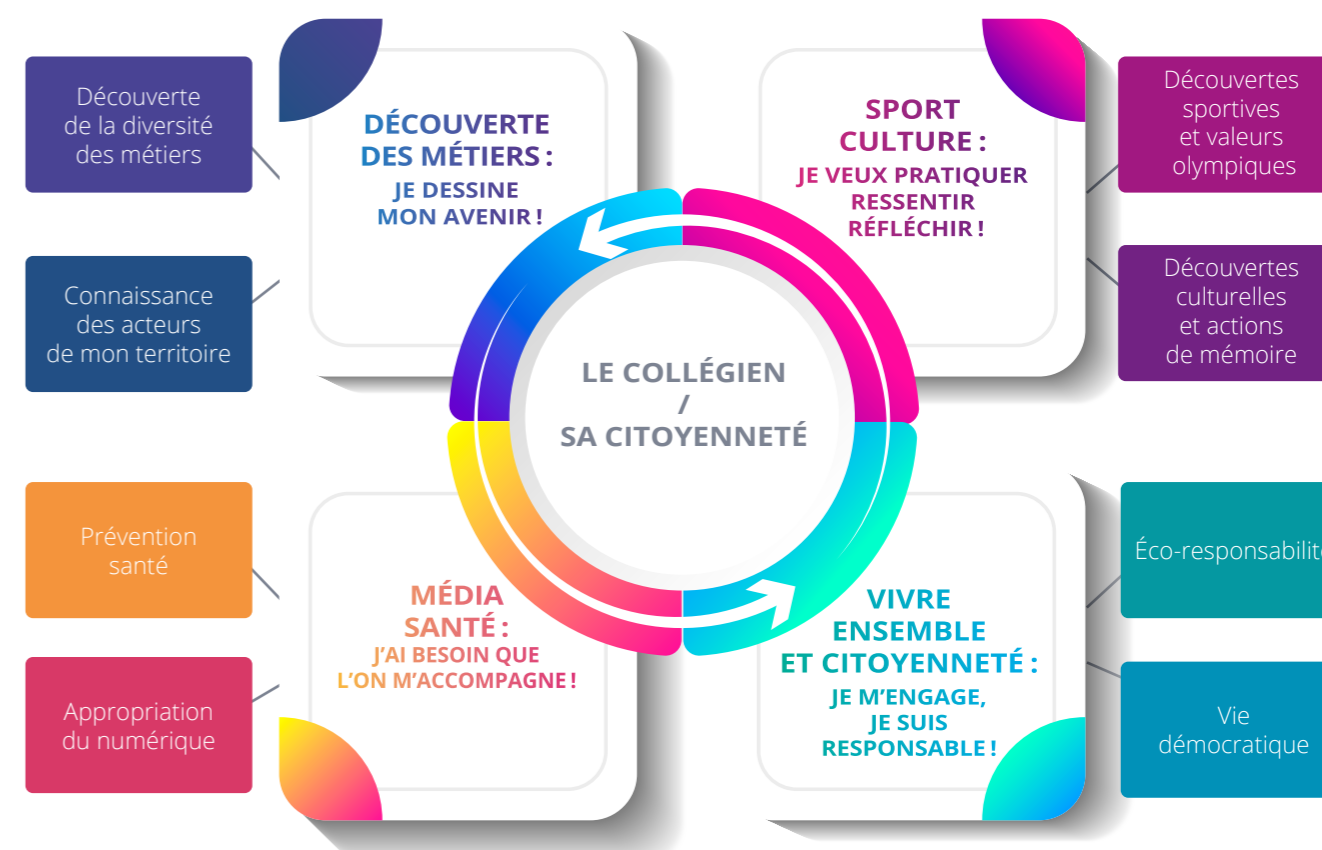 Découverte
de la diversité
des métiers
Connaissance
des acteurs
de mon territoire
DÉCOUVERTE
DES MÉTIERS :
JE DESSINE
MON AVENIR !
SPORT
CULTURE :
JE VEUX PRATIQUER
RESSENTIR
RÉFLÉCHIR !
Découvertes
sportives
et valeurs
olympiques
Découvertes
culturelles
et actions
de mémoire
LE COLLÉGIEN
/
SA CITOYENNETÉ
Prévention
santé
Appropriation
du numérique
MÉDIA
SANTÉ :
J'AI BESOIN QUE
L'ON M'ACCOMPAGNE !
VIVRE
ENSEMBLE
ET CITOYENNETÉ :
JE M'ENGAGE,
JE SUIS
RESPONSABLE !
Éco-responsabilité
Vie
démocratique